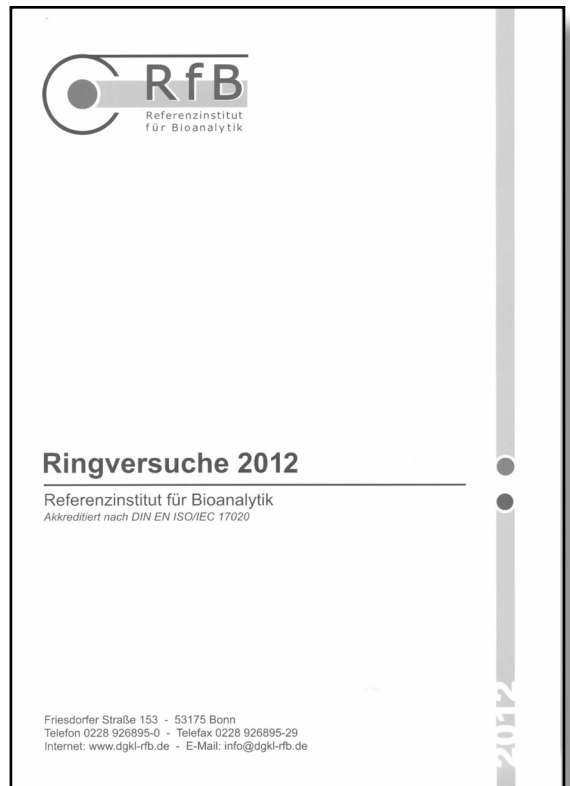 RfB
Referenzinstitut
für Bioanalytik
Ringversuche 2012
Referenzinstitut für Bioanalytik
Akkreditiert nach DIN EN ISO/IEC 17020
Friesdorfer Straße 153 - 53175 Bonn
Telefon 0228 926895-0 - Telefax 0228 926895-29
Internet: www.dgkl-rfb.de - E-Mail: info@dgkl-rfb.de
2012